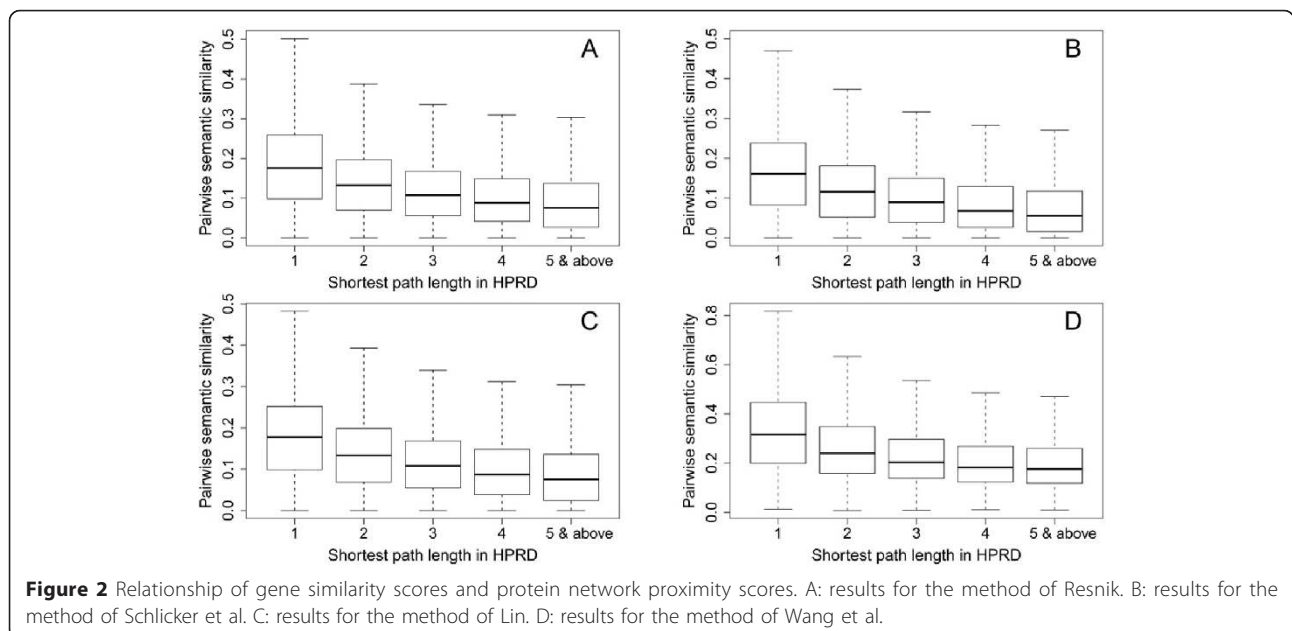 A
Pairwise semantic similarity
0.0 0.1 0.2 0.3 0.4 0.5
1 2 3 4 5 & above
Shortest path length in HPRD
B
Pairwise semantic similarity
0.0 0.1 0.2 0.3 0.4 0.5
1 2 3 4 5 & above
Shortest path length in HPRD
C
Pairwise semantic similarity
0.0 0.1 0.2 0.3 0.4 0.5
1 2 3 4 5 & above
Shortest path length in HPRD
D
Pairwise semantic similarity
0.0 0.2 0.4 0.6 0.8
1 2 3 4 5 & above
Shortest path length in HPRD
Figure 2 Relationship of gene similarity scores and protein network proximity scores. A: results for the method of Resnik. B: results for the
method of Schlicker et al. C: results for the method of Lin. D: results for the method of Wang et al.